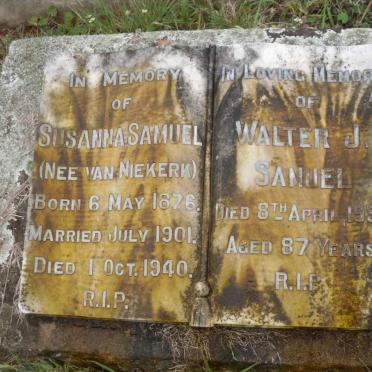 In Memory
of
Susanna Samuel
(Nee van Niekerk)
Born 6 May 1876.
Married July 1901.
Died 1 Oct. 1940.
R.I.P.
In Loving Memory
of
Walter J.
Samuel
Died 8th April
Aged 87 Years
R.I.P.